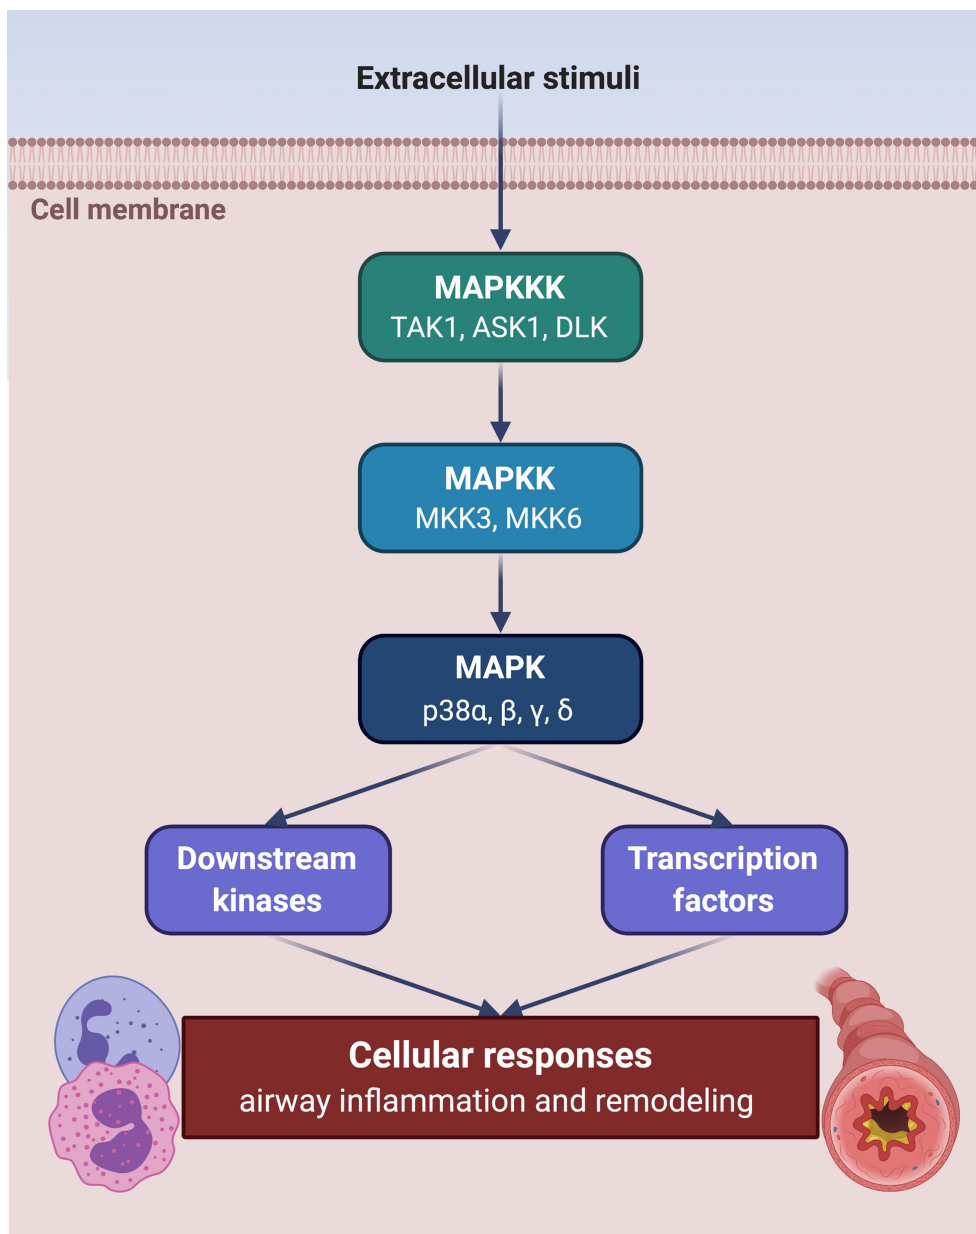 Extracellular stimuli
Cell membrane
MAPKKK
TAK1, ASK1, DLK
MAPKK
MKK3, MKK6
MAPK
p38α, β, γ, δ
Downstream
kinases
Transcription
factors
Cellular responses
airway inflammation and remodeling